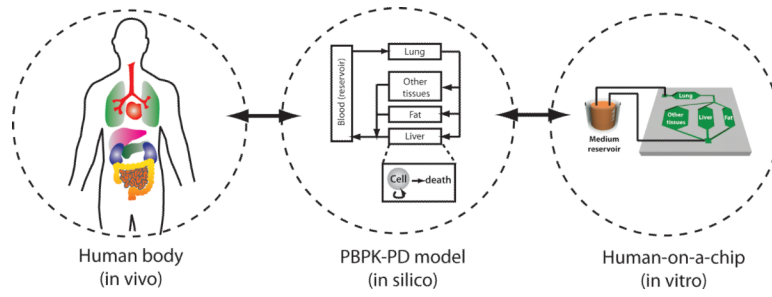 Blood (reservoir)
Lung
Other
tissues
Fat
Liver
Cell
death
Medium
reservoir
Lung
Other
tissues
Liver
Fat
Human body
(in vivo)
PBPK-PD model
(in silico)
Human-on-a-chip
(in vitro)